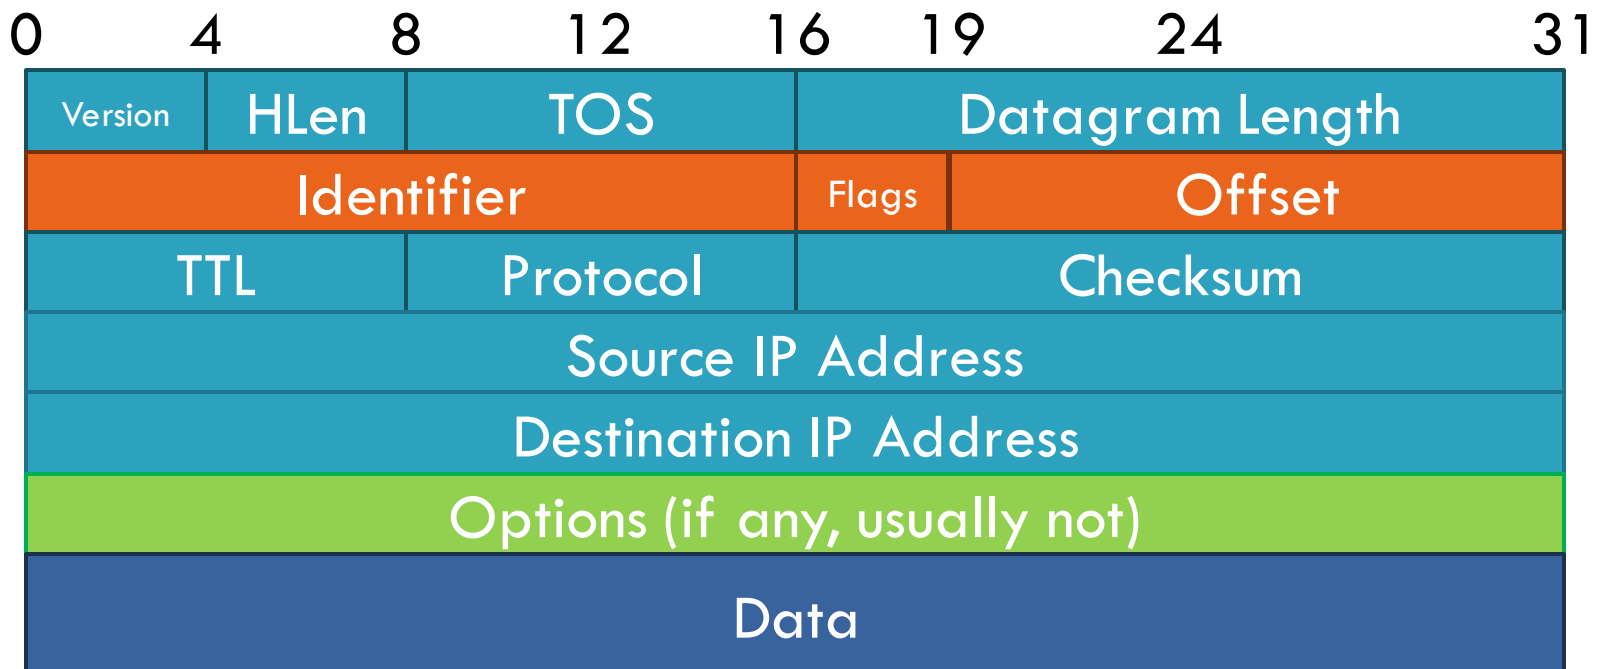 0 4 8 12 16 19 24 31
Version HLen TOS Datagram Length
Identifier Flags Offset
TTL Protocol Checksum
Source IP Address
Destination IP Address
Options (if any, usually not)
Data